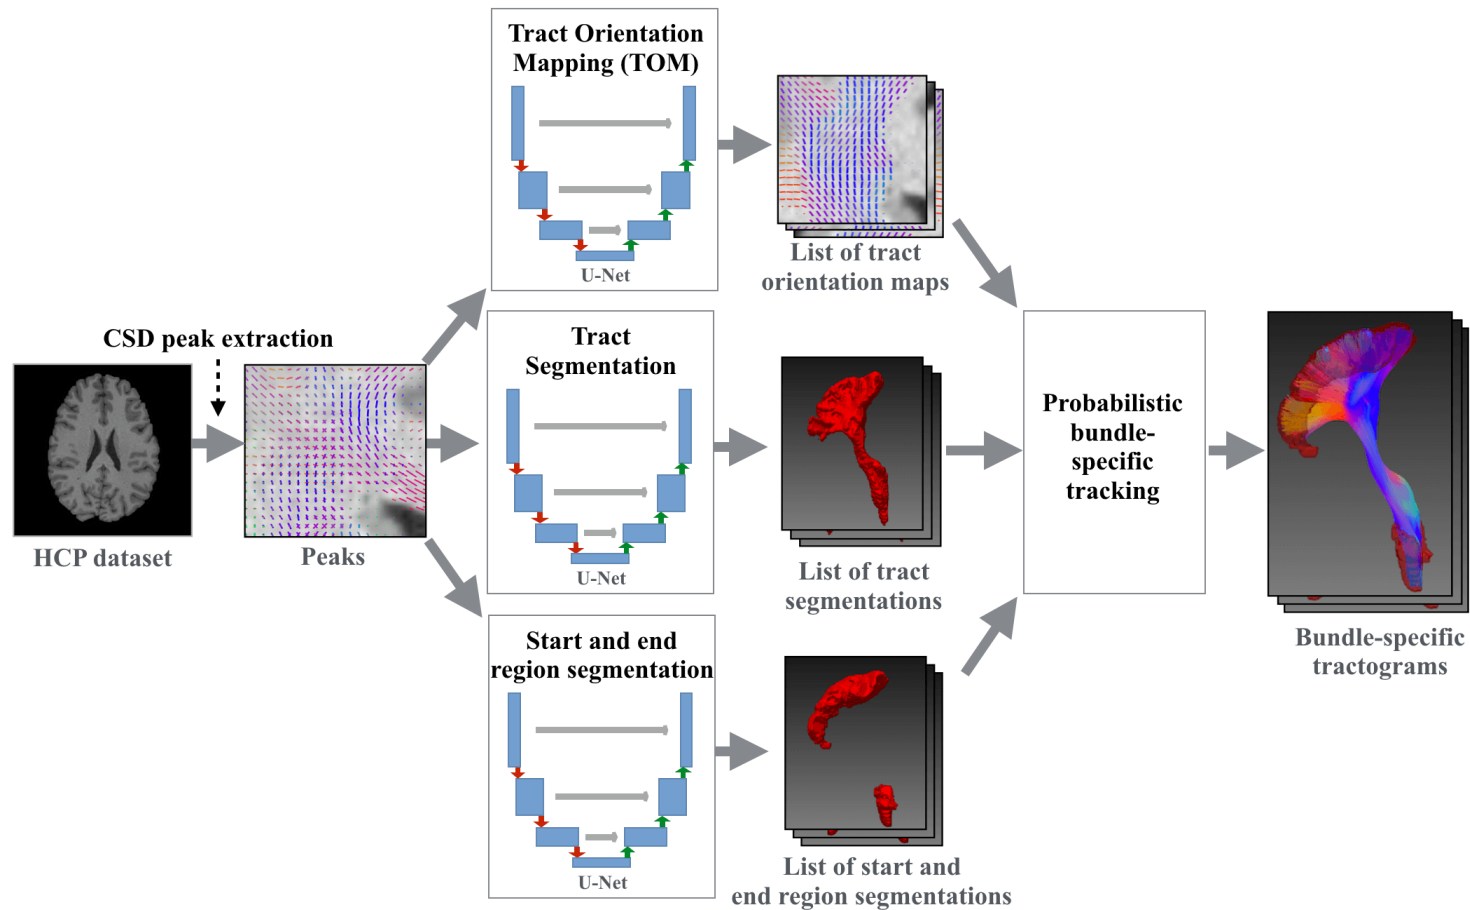 Tract Orientation
Mapping (TOM)
U-Net
List of tract
orientation maps
CSD peak extraction
HCP dataset
Peaks
Tract
Segmentation
U-Net
List of tract
segmentations
Start and end
region segmentation
U-Net
List of start and
end region segmentations
Probabilistic
bundle-
specific
tracking
Bundle-specific
tractograms